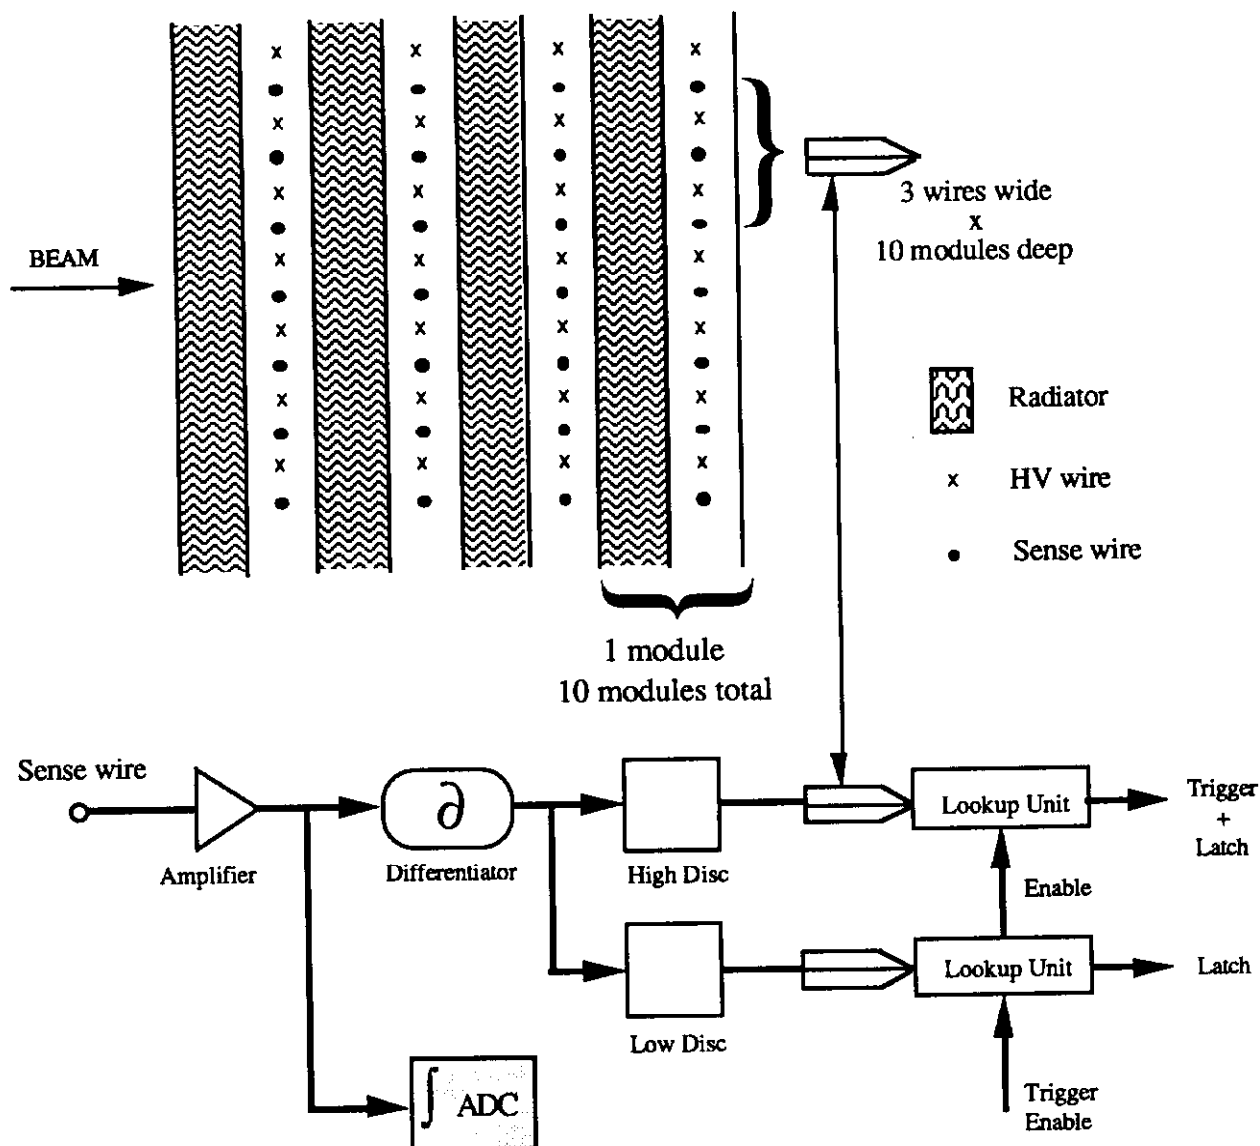 3 wires wide
x
10 modules deep
BEAM
Radiator
x HV wire
Sense wire
1 module
10 modules total
Sense wire
∂
Amplifier
Differentiator
High Disc
Lookup Unit
Trigger
+
Latch
Enable
Low Disc
Lookup Unit
Latch
∫ ADC
Trigger
Enable